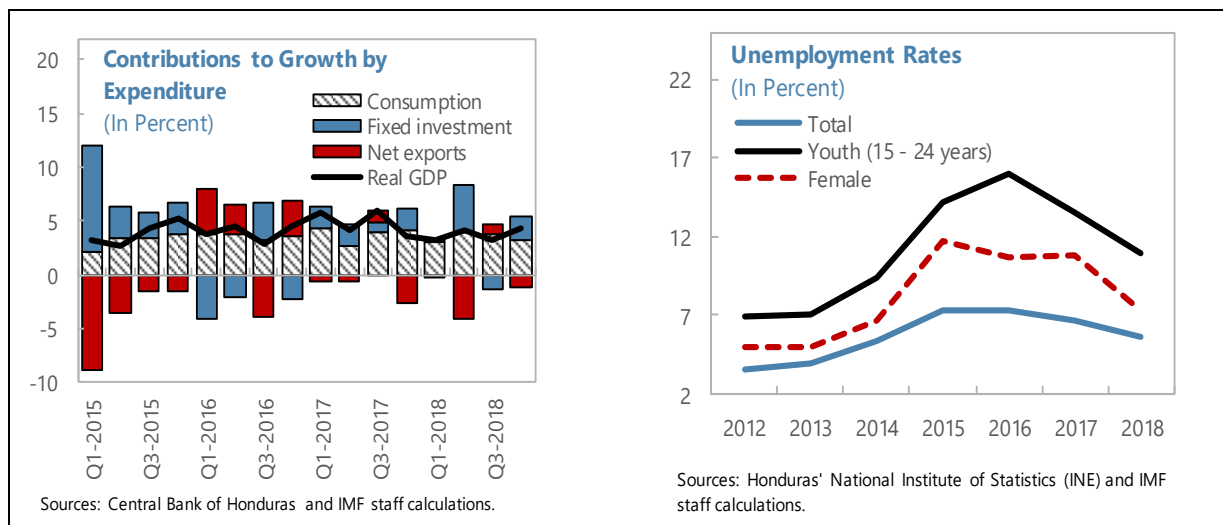 Contributions to Growth by
Expenditure
(In Percent)
Consumption
Fixed investment
Net exports
Real GDP
20
15
10
5
0
-5
-10
Q1-2015
Q3-2015
Q1-2016
Q3-2016
Q1-2017
Q3-2017
Q1-2018
Q3-2018
Sources: Central Bank of Honduras and IMF staff calculations.
Unemployment Rates
(In Percent)
Total
Youth (15 - 24 years)
Female
22
17
12
7
2
2012 2013 2014 2015 2016 2017 2018
Sources: Honduras' National Institute of Statistics (INE) and IMF
staff calculations.